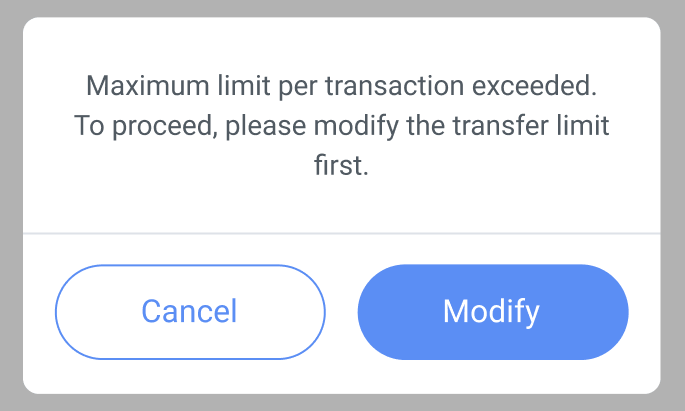 Maximum limit per transaction exceeded.
To proceed, please modify the transfer limit
first.
Cancel
Modify